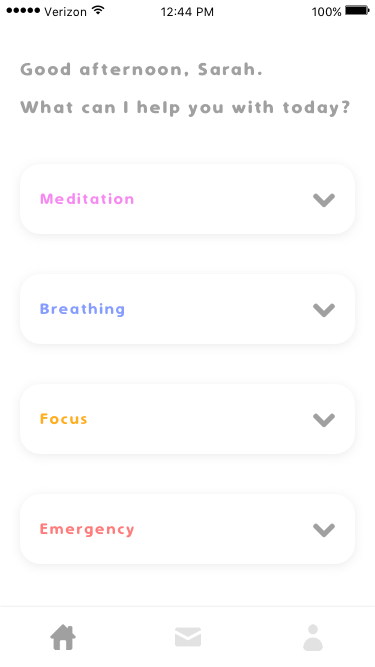 Verizon 12:44 PM 100%
Good afternoon, Sarah.
What can I help you with today?
Meditation
Breathing
Focus
Emergency